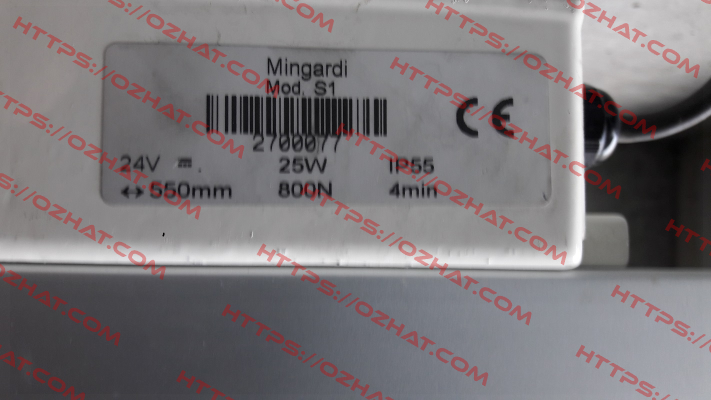 Mingardi
Mod. S1
2700077
24V ⎓ 25W IP55
↔ 550mm 800N 4min
CE
HTTPS://OZHAT.COM